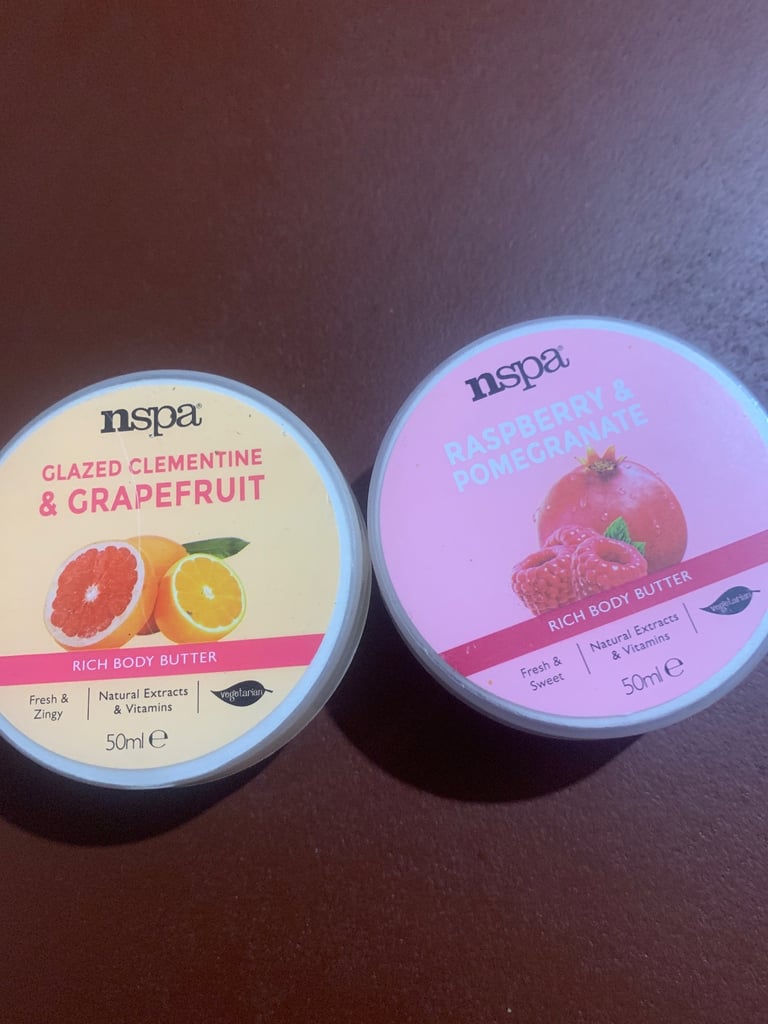 nspa®
GLAZED CLEMENTINE
& GRAPEFRUIT
RICH BODY BUTTER
Fresh &
Zingy
Natural Extracts
& Vitamins
vegetarian
50ml ℮
nspa®
RASPBERRY &
POMEGRANATE
RICH BODY BUTTER
Fresh &
Sweet
Natural Extracts
& Vitamins
vegetarian
50ml ℮